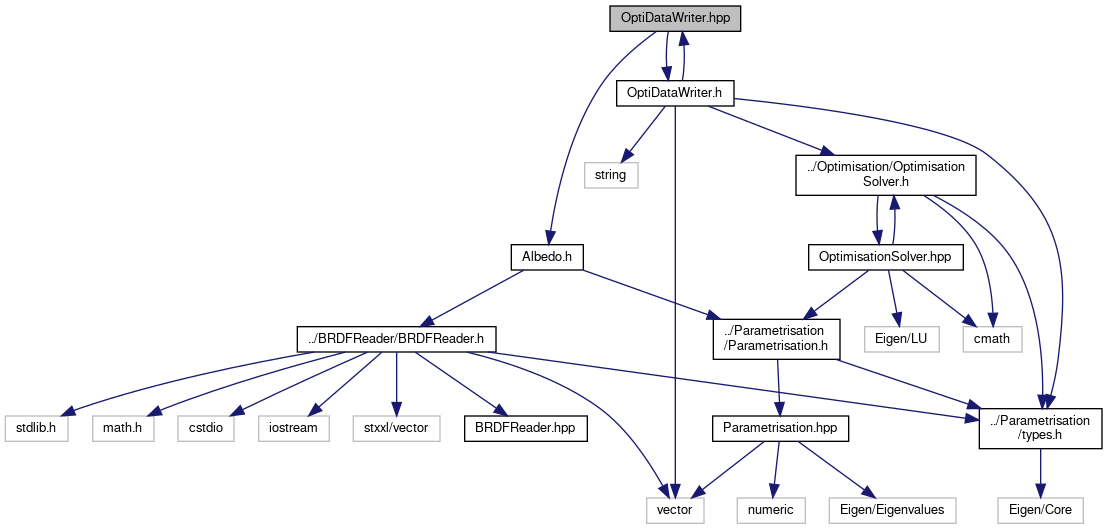 OptiDataWriter.hpp
OptiDataWriter.h
string
../Optimisation/Optimisation
Solver.h
Albedo.h
OptimisationSolver.hpp
../BRDFReader/BRDFReader.h
../Parametrisation
/Parametrisation.h
Eigen/LU
cmath
stdlib.h
math.h
cstdio
iostream
stxxl/vector
BRDFReader.hpp
Parametrisation.hpp
../Parametrisation
/types.h
vector
numeric
Eigen/Eigenvalues
Eigen/Core